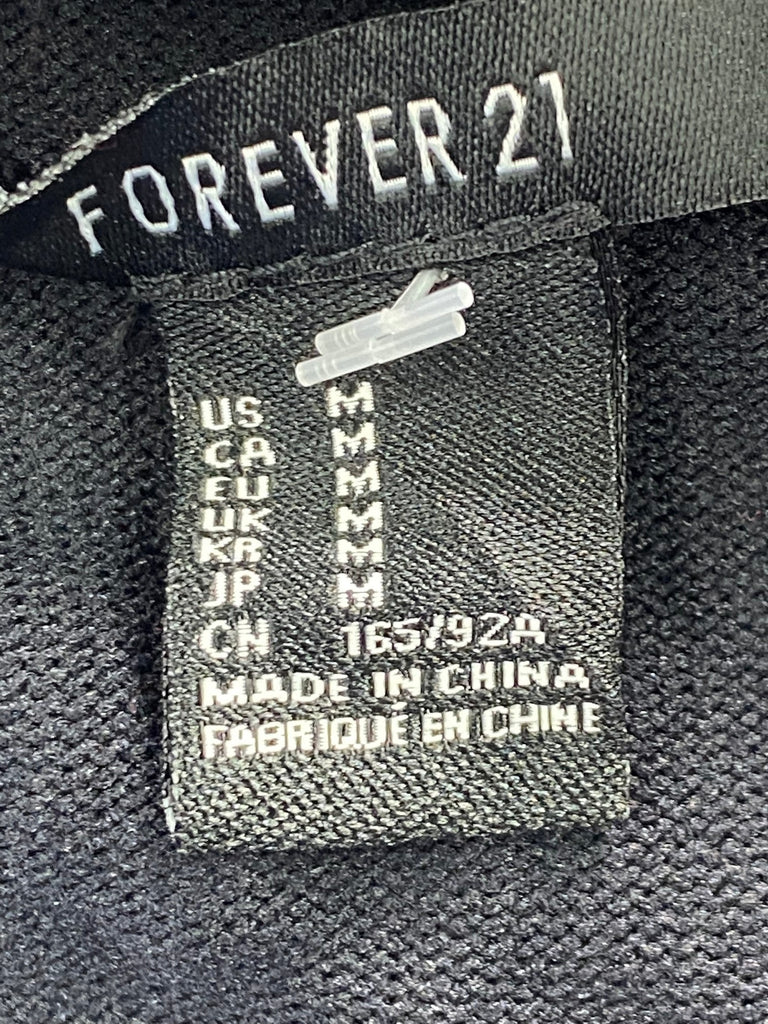 FOREVER 21
US M
CA M
EU M
UK M
KR M
JP M
CN 165/92A
MADE IN CHINA
FABRIQUÉ EN CHINE